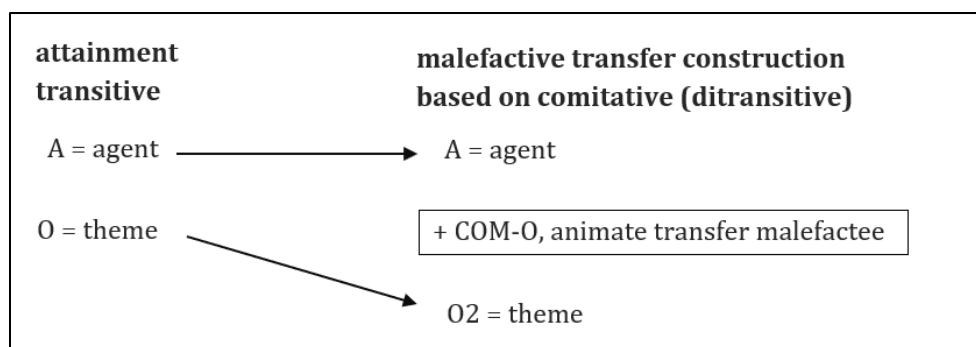 attainment
transitive
malefactive transfer construction
based on comitative (ditransitive)
A = agent
A = agent
O = theme
+ COM-O, animate transfer malefactee
O2 = theme